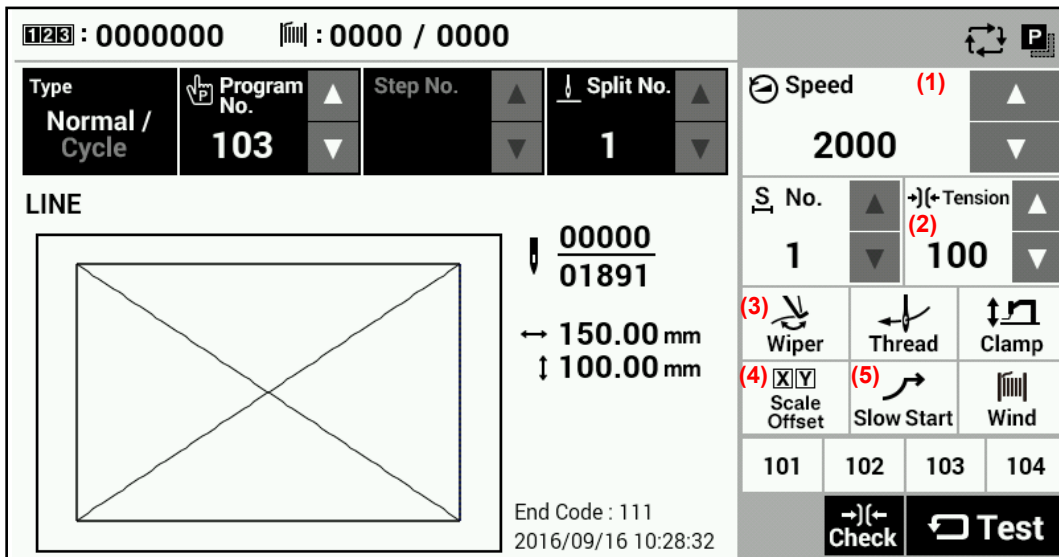 123 : 0000000 : 0000 / 0000
P
Type
Normal /
Cycle
P Program
No.
103
Step No.
Split No.
1
Speed (1)
2000
LINE
00000
01891
150.00 mm
100.00 mm
S No.
1
Tension
(2)
100
(3)
Wiper
Thread
Clamp
(4) X Y
Scale
Offset
(5)
Slow Start
Wind
101 102 103 104
End Code : 111
2016/09/16 10:28:32
Check
Test